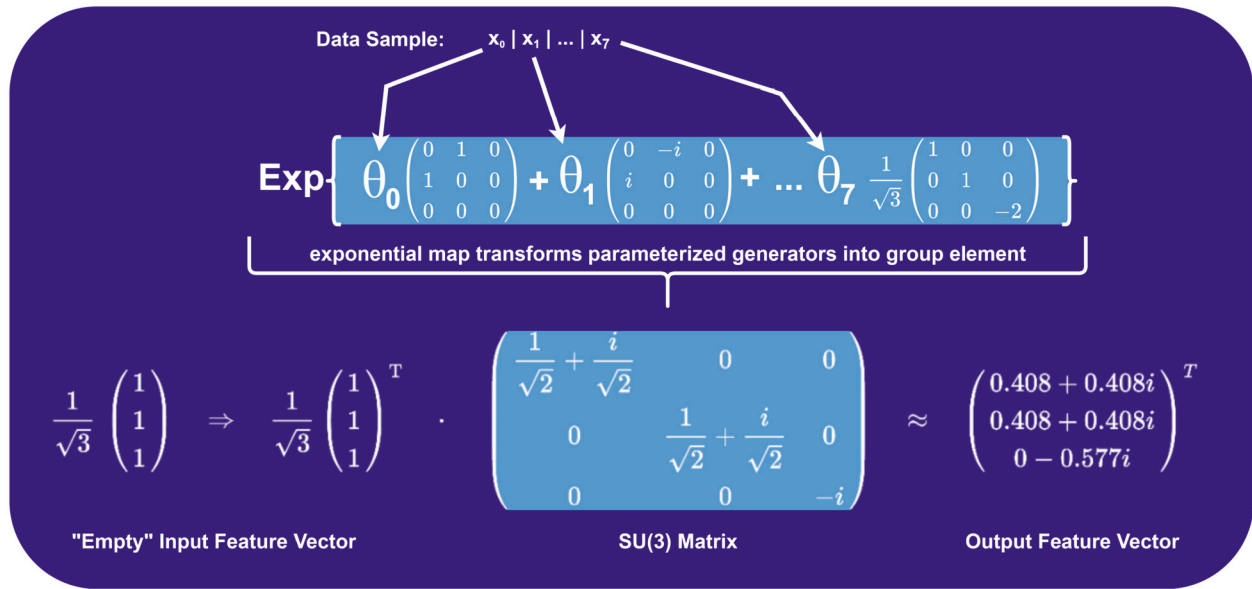 Data Sample: x₀ | x₁ | ... | x₇
Exp{ θ₀ (0 1 0; 1 0 0; 0 0 0) + θ₁ (0 −i 0; i 0 0; 0 0 0) + ... θ₇ 1/√3 (1 0 0; 0 1 0; 0 0 −2) }
exponential map transforms parameterized generators into group element
1/√3 (1; 1; 1) ⇒ 1/√3 (1; 1; 1)ᵀ · (1/√2 + i/√2 0 0; 0 1/√2 + i/√2 0; 0 0 −i) ≈ (0.408 + 0.408i; 0.408 + 0.408i; 0 − 0.577i)ᵀ
"Empty" Input Feature Vector
SU(3) Matrix
Output Feature Vector